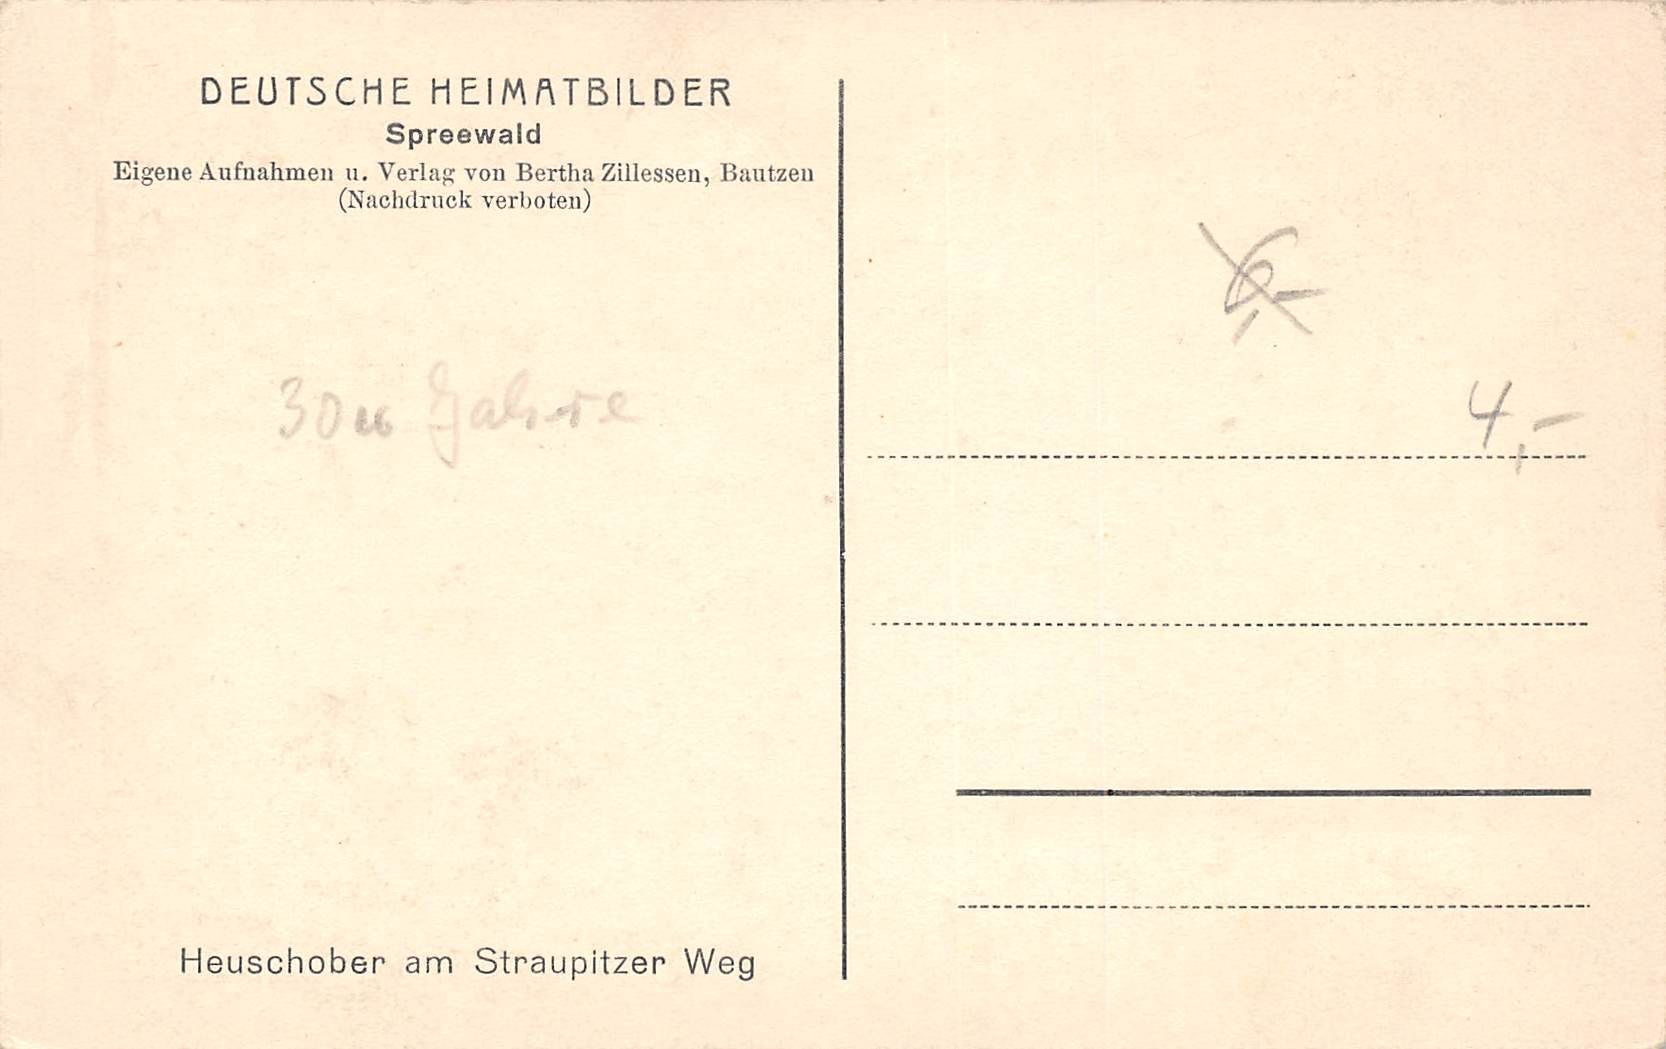 DEUTSCHE HEIMATBILDER
Spreewald
Eigene Aufnahmen u. Verlag von Bertha Zillessen, Bautzen
(Nachdruck verboten)
6,-
30er Jahre
4,-
Heuschober am Straupitzer Weg